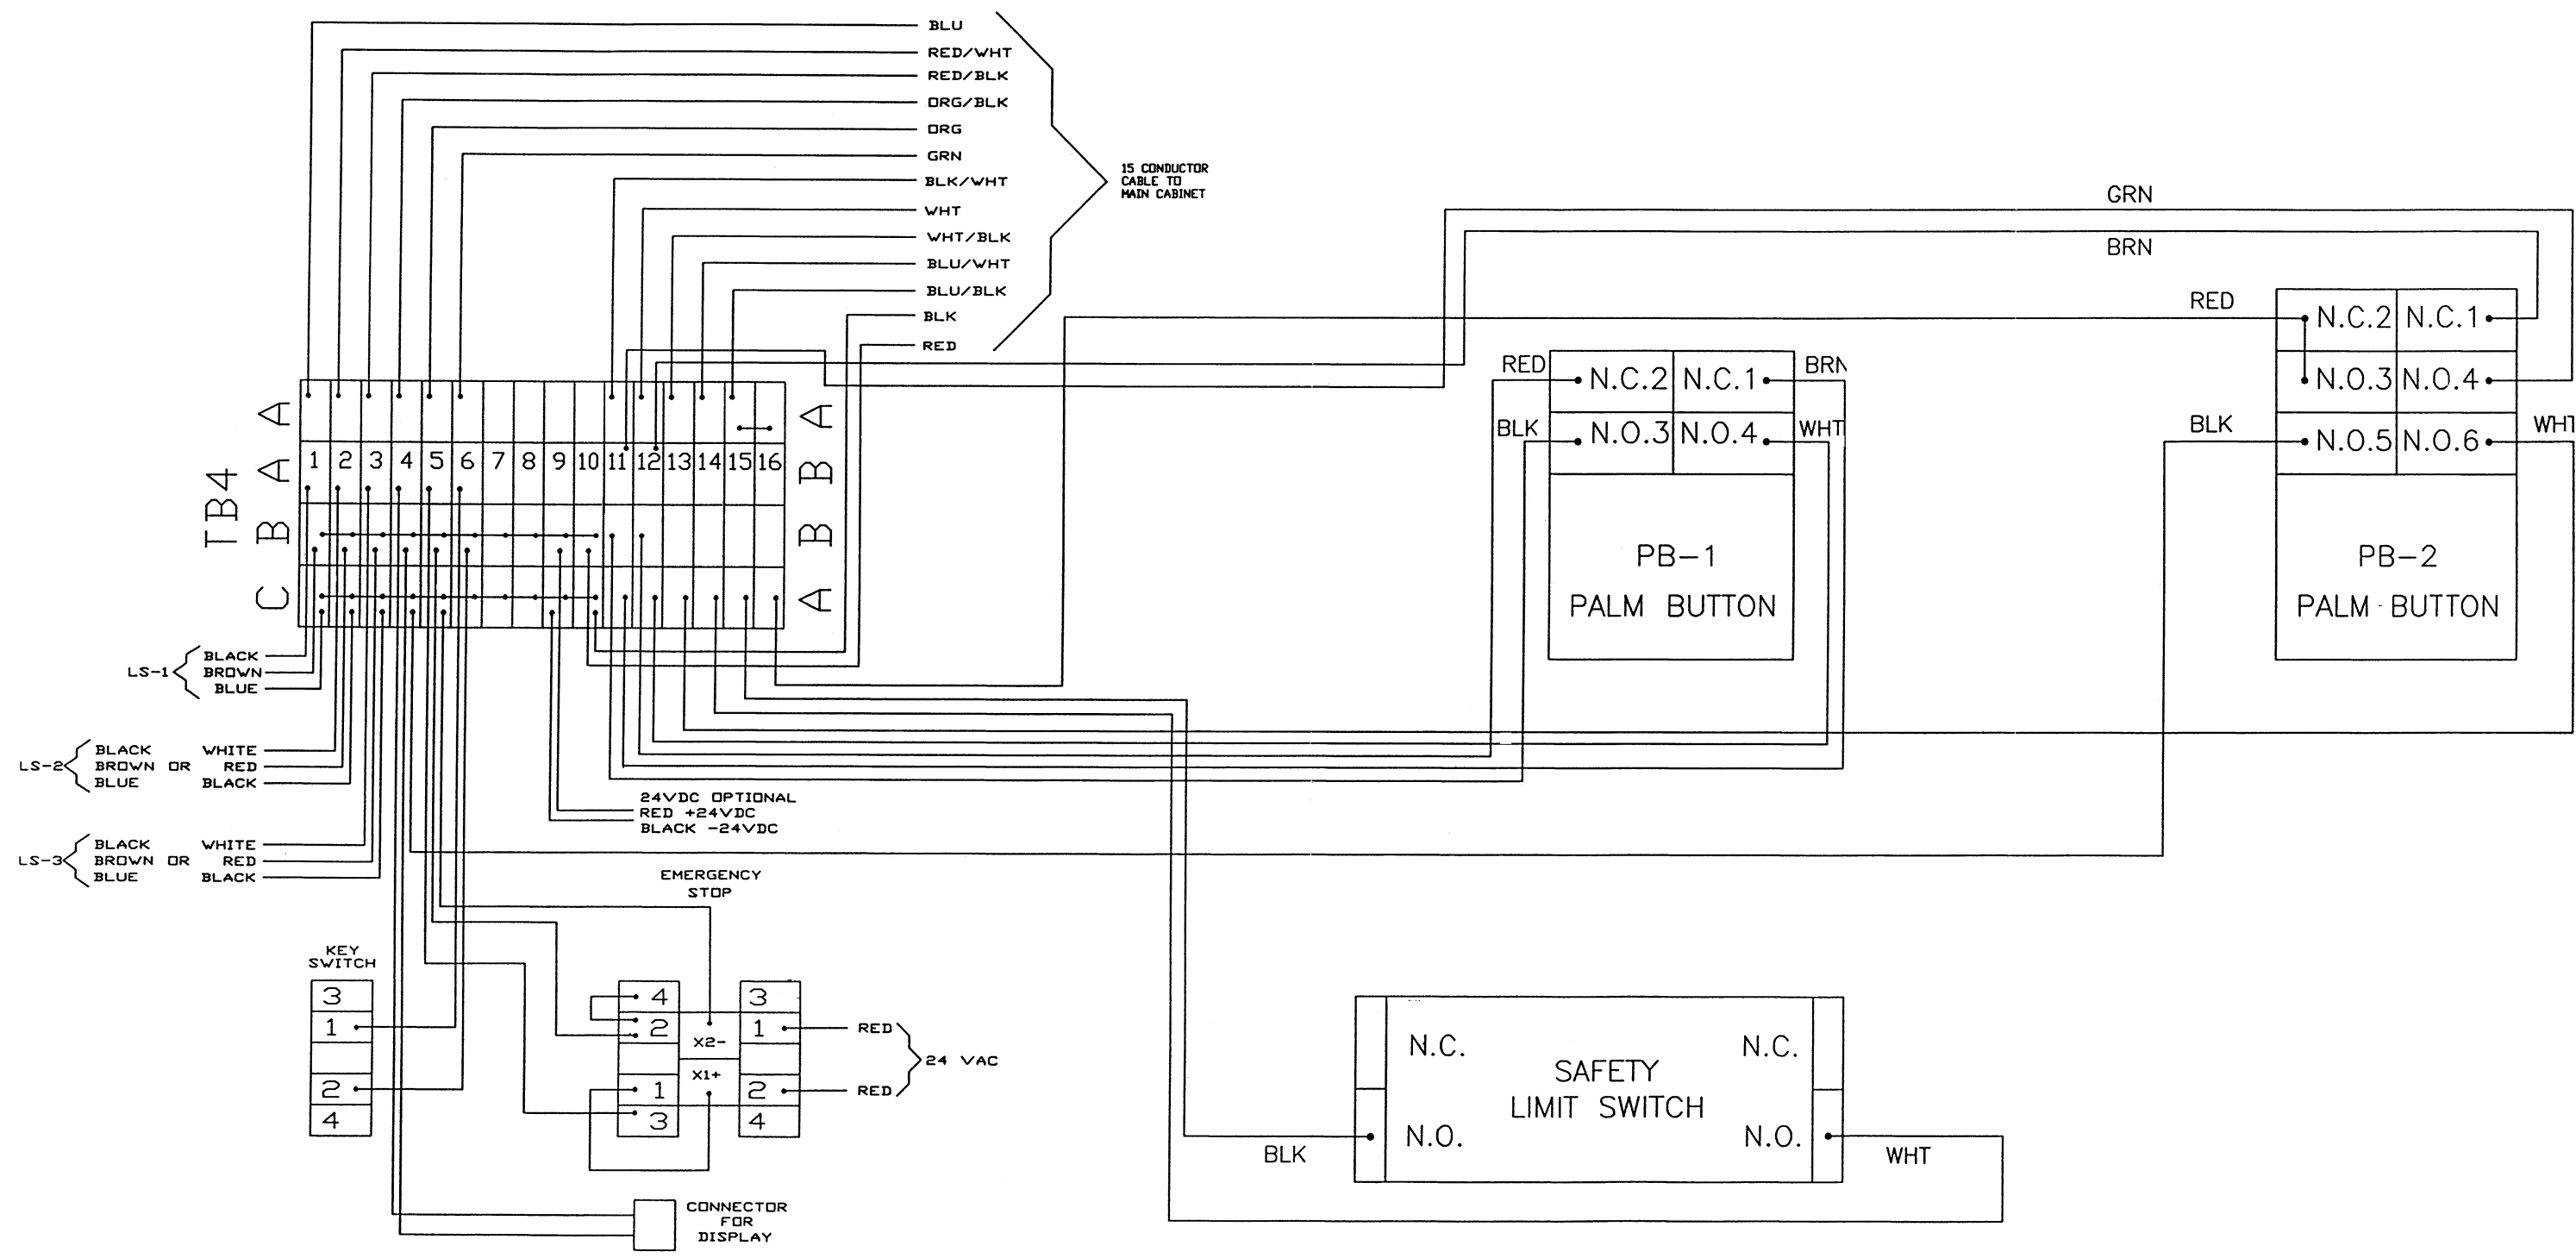 BLU
RED/WHT
RED/BLK
ORG/BLK
ORG
GRN
BLK/WHT
WHT
WHT/BLK
BLU/WHT
BLU/BLK
BLK
RED
15 CONDUCTOR
CABLE TO
MAIN CABINET
GRN
BRN
RED
BLK
WHT
N.C.2 N.C.1
N.O.3 N.O.4
N.O.5 N.O.6
PB-2
PALM BUTTON
RED
BRN
BLK
WHT
N.C.2 N.C.1
N.O.3 N.O.4
PB-1
PALM BUTTON
TB4
A A
A 1 2 3 4 5 6 7 8 9 10 11 12 13 14 15 16 B
B B
C A
LS-1
BLACK
BROWN
BLUE
LS-2
BLACK WHITE
BROWN OR RED
BLUE BLACK
LS-3
BLACK WHITE
BROWN OR RED
BLUE BLACK
24VDC OPTIONAL
RED +24VDC
BLACK -24VDC
EMERGENCY
STOP
KEY
SWITCH
3
1
2
4
4
2
1
3
X2-
X1+
3
1
2
4
RED
RED
24 VAC
CONNECTOR
FOR
DISPLAY
N.C. N.C.
SAFETY
LIMIT SWITCH
N.O. N.O.
BLK
WHT